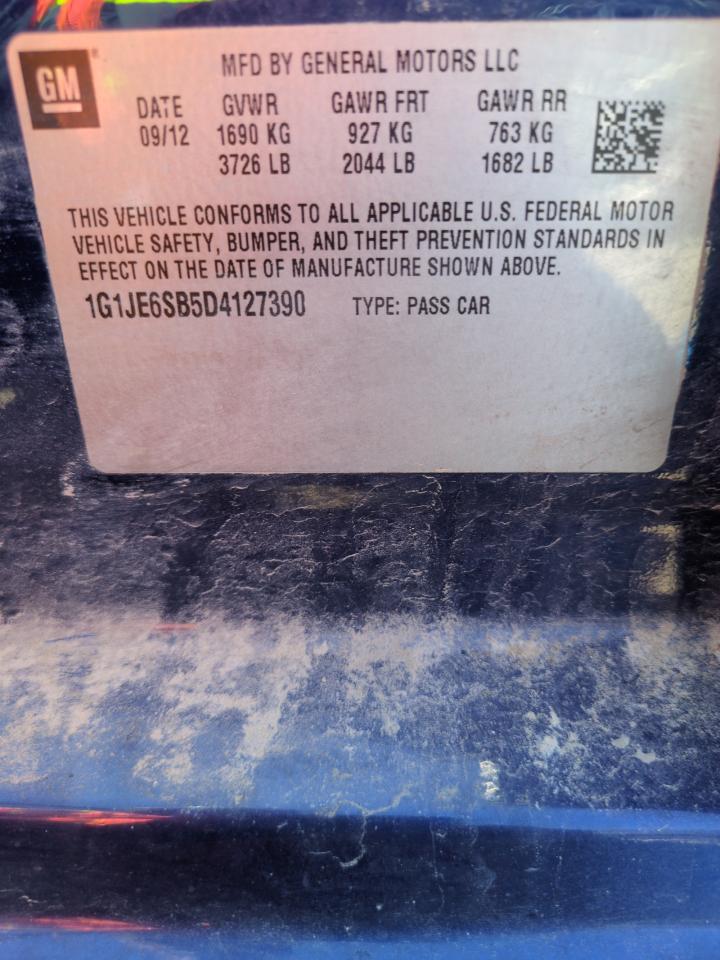 GM
MFD BY GENERAL MOTORS LLC
DATE GVWR GAWR FRT GAWR RR
09/12 1690 KG 927 KG 763 KG
3726 LB 2044 LB 1682 LB
THIS VEHICLE CONFORMS TO ALL APPLICABLE U.S. FEDERAL MOTOR
VEHICLE SAFETY, BUMPER, AND THEFT PREVENTION STANDARDS IN
EFFECT ON THE DATE OF MANUFACTURE SHOWN ABOVE.
1G1JE6SB5D4127390 TYPE: PASS CAR